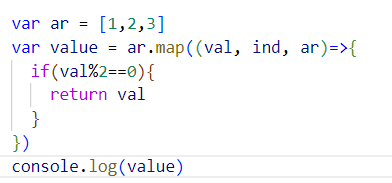 var ar = [1,2,3]
var value = ar.map((val, ind, ar)=>{
  if(val%2==0){
    return val
  }
})
console.log(value)